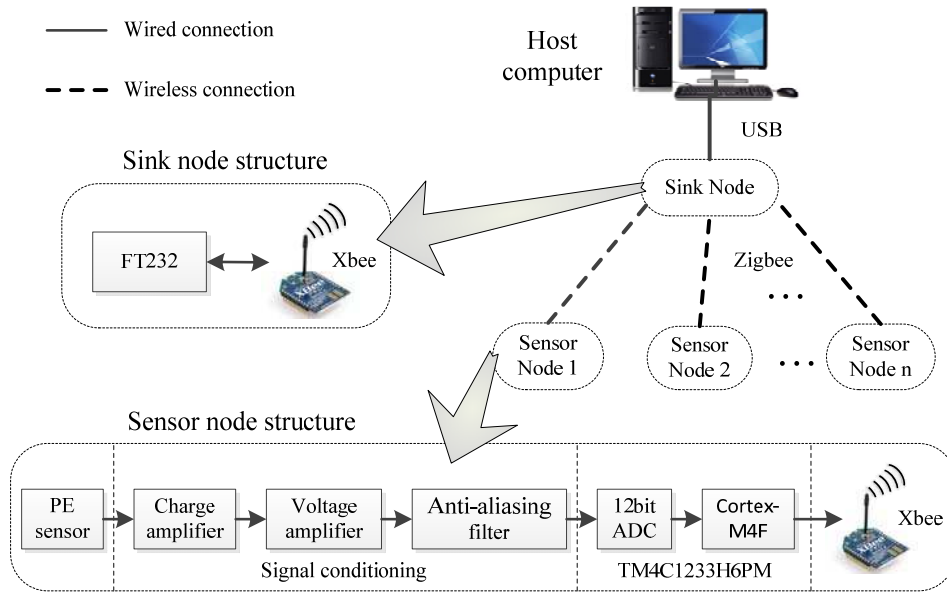 Wired connection
Wireless connection
Host
computer
USB
Sink node structure
Sink Node
FT232
Xbee
Zigbee
...
Sensor
Node 1
Sensor
Node 2
...
Sensor
Node n
Sensor node structure
PE
sensor
Charge
amplifier
Voltage
amplifier
Anti-aliasing
filter
12bit
ADC
Cortex-
M4F
Xbee
Signal conditioning
TM4C1233H6PM